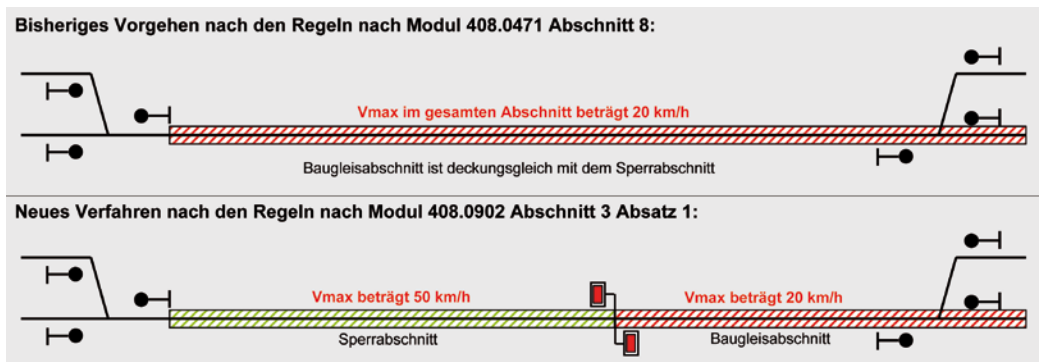 Bisheriges Vorgehen nach den Regeln nach Modul 408.0471 Abschnitt 8:
Vmax im gesamten Abschnitt beträgt 20 km/h
Baugleisabschnitt ist deckungsgleich mit dem Sperrabschnitt
Neues Verfahren nach den Regeln nach Modul 408.0902 Abschnitt 3 Absatz 1:
Vmax beträgt 50 km/h
Vmax beträgt 20 km/h
Sperrabschnitt
Baugleisabschnitt